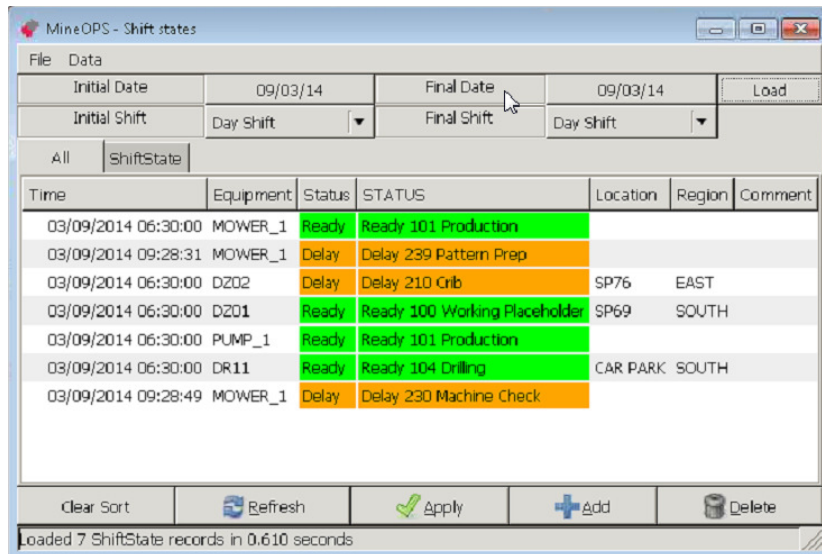 MineOPS - Shift states
File Data
Initial Date 09/03/14 Final Date 09/03/14 Load
Initial Shift Day Shift Final Shift Day Shift
All ShiftState
Time Equipment Status STATUS Location Region Comment
03/09/2014 06:30:00 MOWER_1 Ready Ready 101 Production
03/09/2014 09:28:31 MOWER_1 Delay Delay 239 Pattern Prep
03/09/2014 06:30:00 DZ02 Delay Delay 210 Crib SP76 EAST
03/09/2014 06:30:00 DZ01 Ready Ready 100 Working Placeholder SP69 SOUTH
03/09/2014 06:30:00 PUMP_1 Ready Ready 101 Production
03/09/2014 06:30:00 DR11 Ready Ready 104 Drilling CAR PARK SOUTH
03/09/2014 09:28:49 MOWER_1 Delay Delay 230 Machine Check
Clear Sort Refresh Apply Add Delete
Loaded 7 ShiftState records in 0.610 seconds